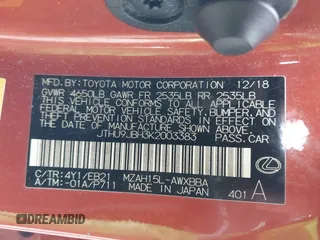 MFD. BY: TOYOTA MOTOR CORPORATION 12/18
GVWR 4650LB GAWR FR 2535LB RR 2535LB
THIS VEHICLE CONFORMS TO ALL APPLICABLE
FEDERAL MOTOR VEHICLE SAFETY, BUMPER, AND
THEFT PREVENTION STANDARDS IN EFFECT ON
THE DATE OF MANUFACTURE SHOWN ABOVE.
JTHU9JBH3K2003383 PASS.CAR
C/TR: 4Y1/EB21 MZAH15L-AWXBBA
A/TM: -01A/P711 MADE IN JAPAN 401 A
DREAMBID